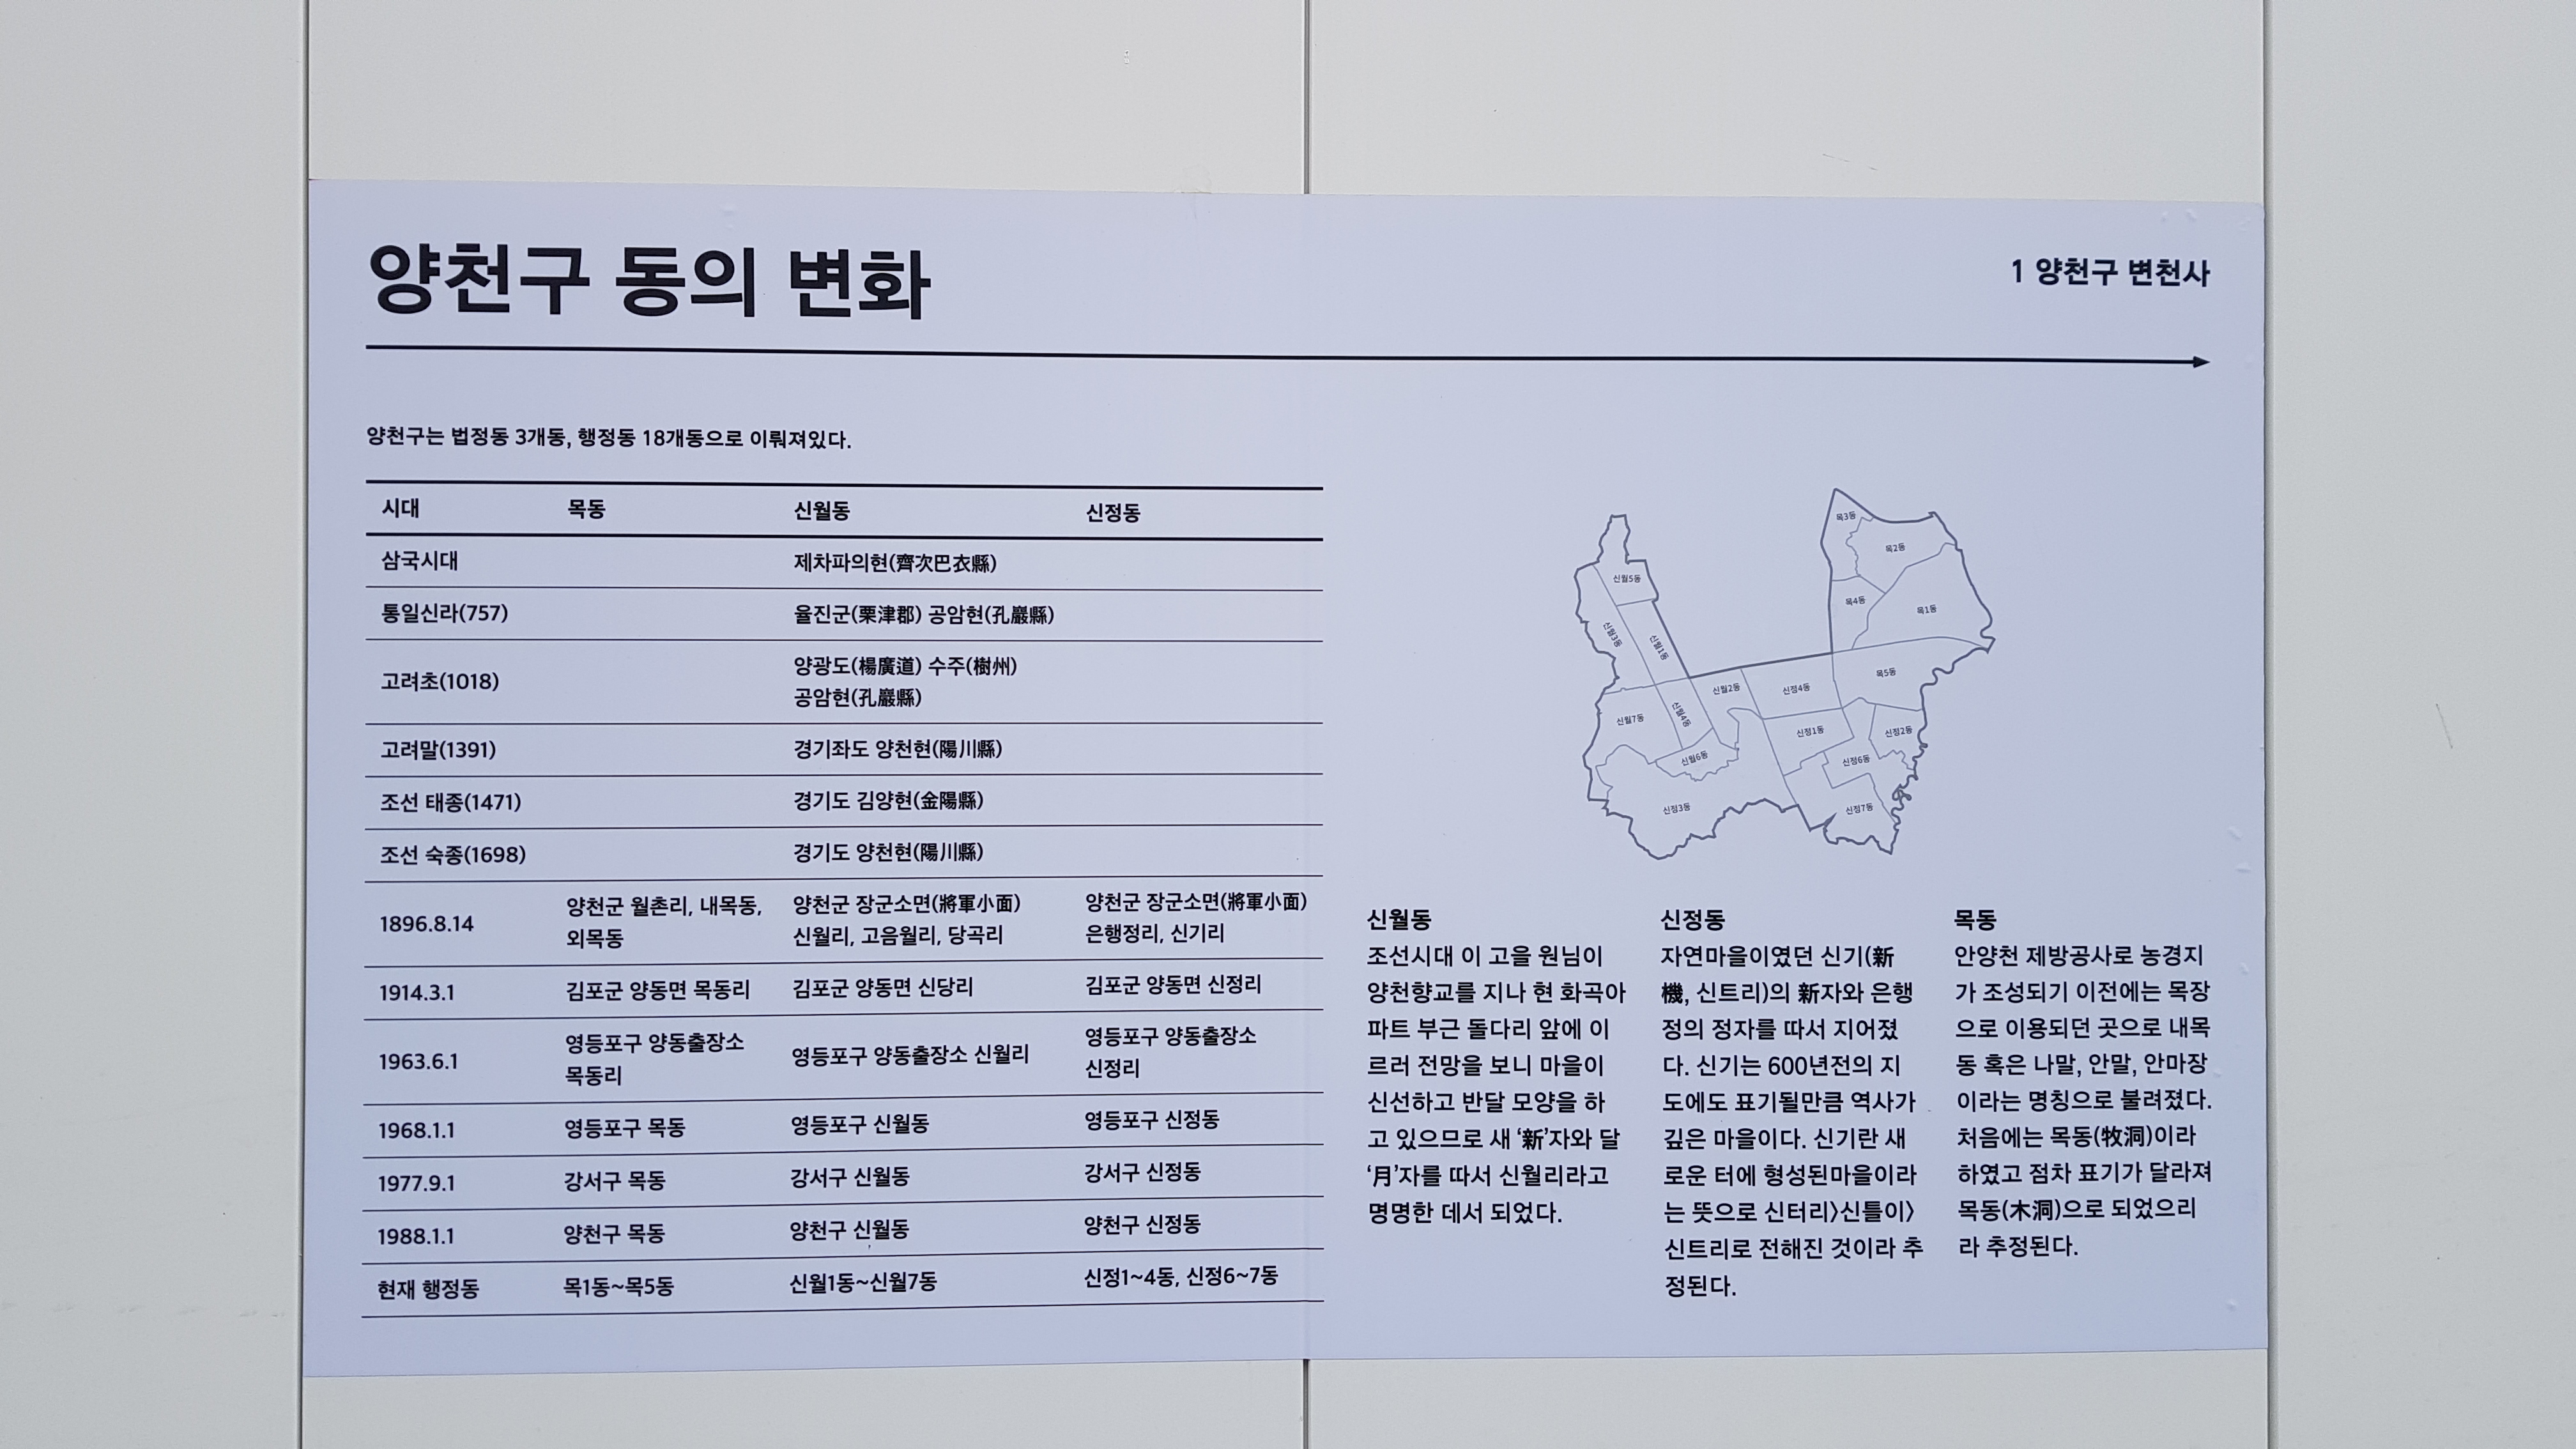 양천구 동의 변화
1 양천구 변천사
양천구는 법정동 3개동, 행정동 18개동으로 이뤄져있다.
시대 목동 신월동 신정동
삼국시대 제차파의현(齊次巴衣縣)
통일신라(757) 율진군(栗津郡) 공암현(孔巖縣)
고려초(1018) 양광도(楊廣道) 수주(樹州)
공암현(孔巖縣)
고려말(1391) 경기좌도 양천현(陽川縣)
조선 태종(1471) 경기도 김양현(金陽縣)
조선 숙종(1698) 경기도 양천현(陽川縣)
1896.8.14 양천군 월촌리, 내목동, 양천군 장군소면(將軍小面) 양천군 장군소면(將軍小面)
외목동 신월리, 고음월리, 당곡리 은행정리, 신기리
1914.3.1 김포군 양동면 목동리 김포군 양동면 신당리 김포군 양동면 신정리
1963.6.1 영등포구 양동출장소 영등포구 양동출장소 신월리 영등포구 양동출장소
목동리 신정리
1968.1.1 영등포구 목동 영등포구 신월동 영등포구 신정동
1977.9.1 강서구 목동 강서구 신월동 강서구 신정동
1988.1.1 양천구 목동 양천구 신월동 양천구 신정동
현재 행정동 목1동~목5동 신월1동~신월7동 신정1~4동, 신정6~7동
목3동
목2동
신월5동
목4동
목1동
신월3동
신월1동
목5동
신월2동
신정4동
신월7동
신월4동
신정1동
신정2동
신월6동
신정6동
신정3동
신정7동
신월동
조선시대 이 고을 원님이
양천향교를 지나 현 화곡아
파트 부근 돌다리 앞에 이
르러 전망을 보니 마을이
신선하고 반달 모양을 하
고 있으므로 새 ‘新’자와 달
‘月’자를 따서 신월리라고
명명한 데서 되었다.
신정동
자연마을이였던 신기(新
機, 신트리)의 新자와 은행
정의 정자를 따서 지어졌
다. 신기는 600년전의 지
도에도 표기될만큼 역사가
깊은 마을이다. 신기란 새
로운 터에 형성된마을이라
는 뜻으로 신터리〉신틀이〉
신트리로 전해진 것이라 추
정된다.
목동
안양천 제방공사로 농경지
가 조성되기 이전에는 목장
으로 이용되던 곳으로 내목
동 혹은 나말, 안말, 안마장
이라는 명칭으로 불려졌다.
처음에는 목동(牧洞)이라
하였고 점차 표기가 달라져
목동(木洞)으로 되었으리
라 추정된다.